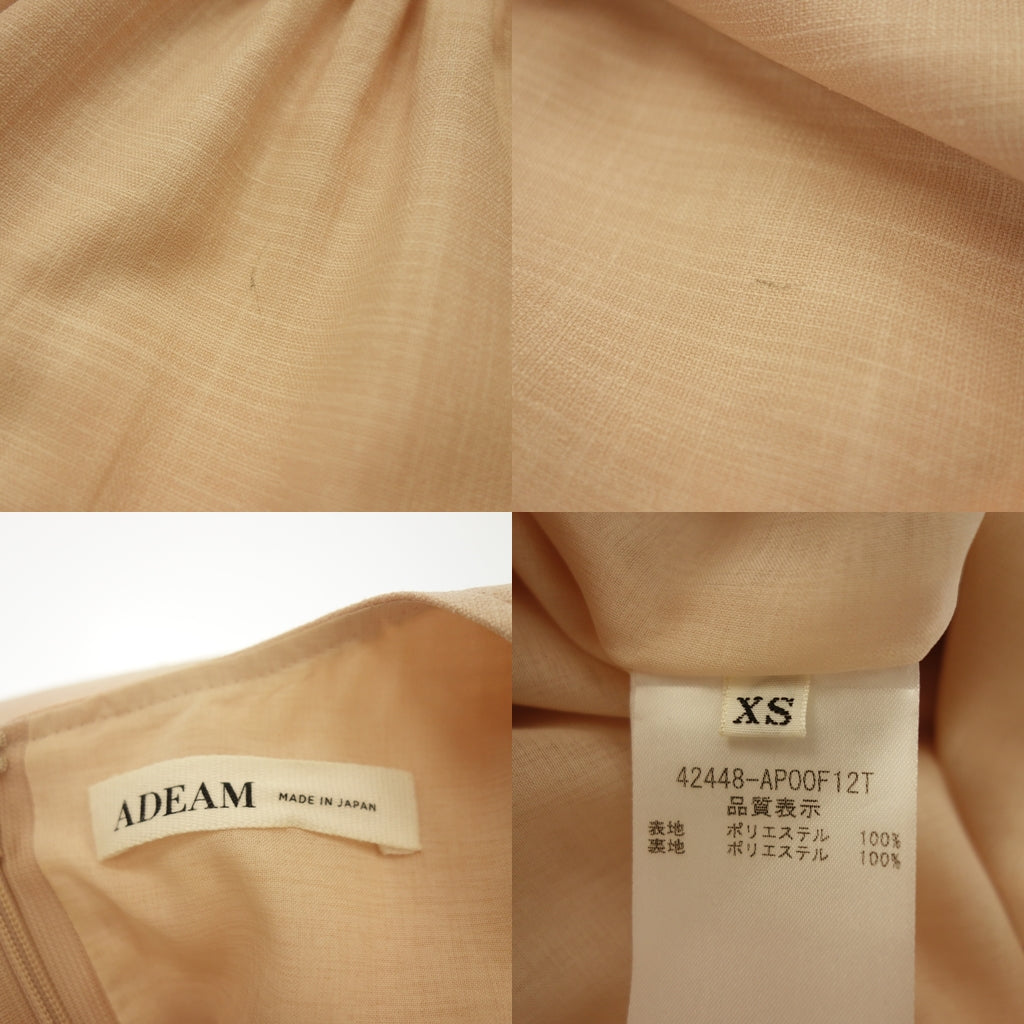 ADEAM MADE IN JAPAN
XS
42448-AP00F12T
品質表示
表地 ポリエステル 100%
裏地 ポリエステル 100%